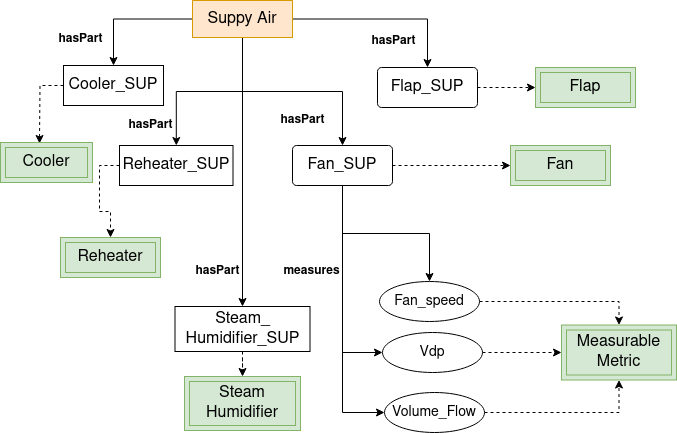 Suppy Air
hasPart
hasPart
Cooler_SUP
Flap_SUP
Flap
hasPart
hasPart
Cooler
Reheater_SUP
Fan_SUP
Fan
Reheater
hasPart
measures
Fan_speed
Steam_
Humidifier_SUP
Vdp
Measurable
Metric
Steam
Humidifier
Volume_Flow